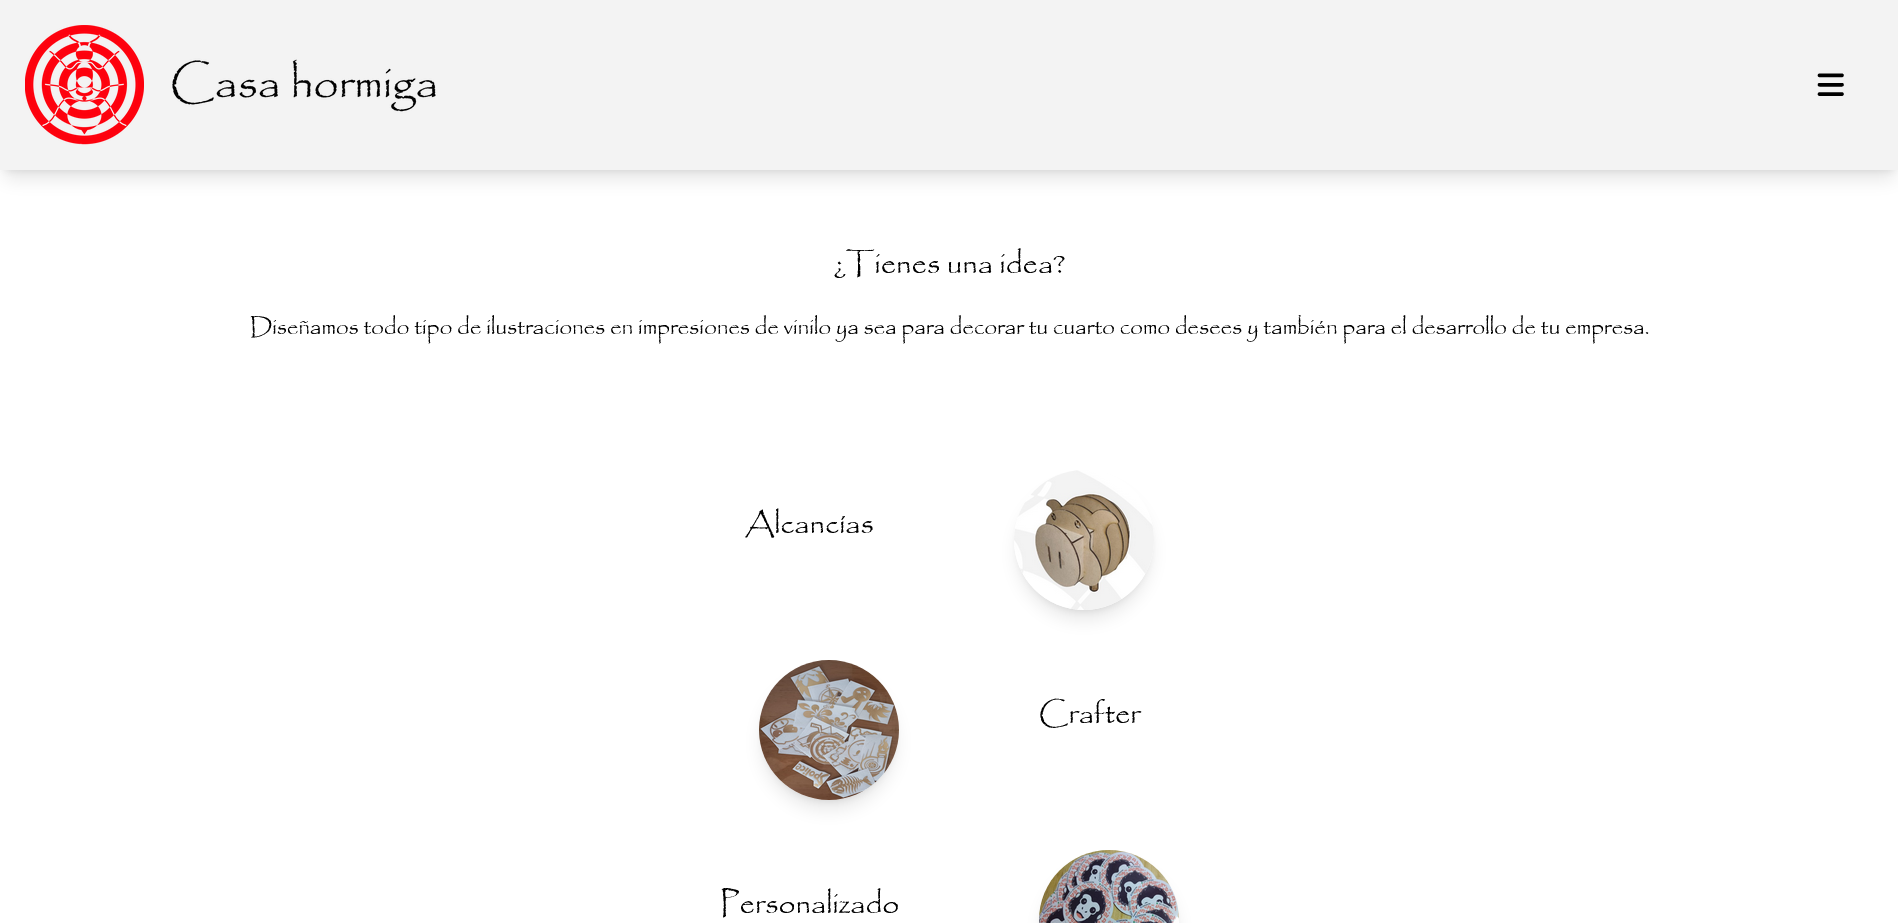 Casa hormiga
¿Tienes una idea?
Diseñamos todo tipo de ilustraciones en impresiones de vinilo ya sea para decorar tu cuarto como desees y también para el desarrollo de tu empresa.
Alcancías
Crafter
Personalizado